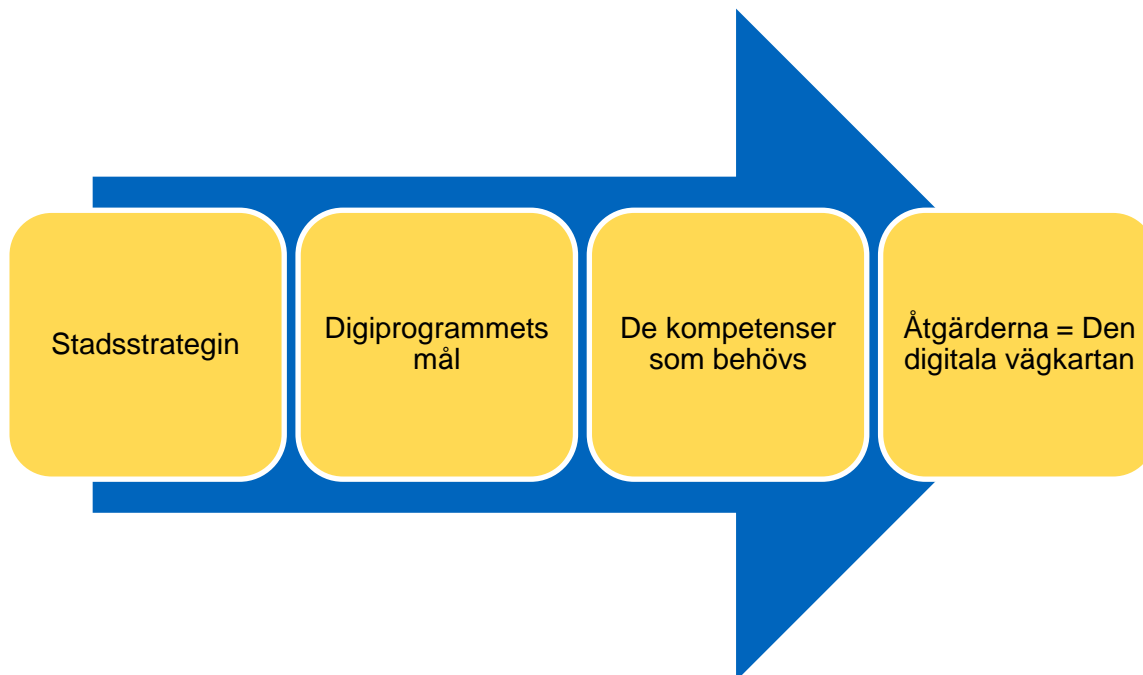 Stadsstrategin
Digiprogrammets
mål
De kompetenser
som behövs
Åtgärderna = Den
digitala vägkartan